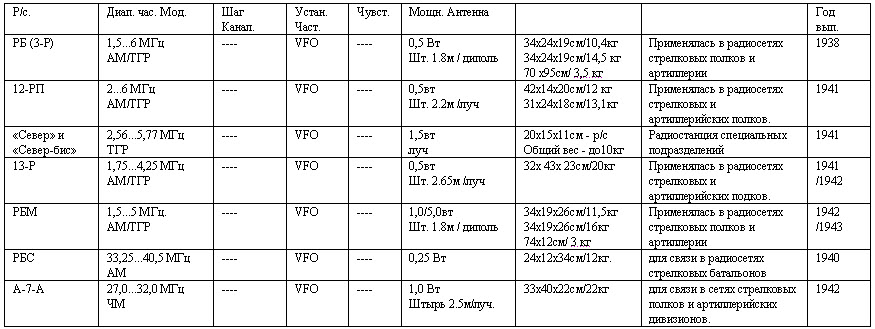 Р/с. Диап. час. Мод. Шаг Канал. Устан. Част. Чувст. Мощн. Антенна Год вып.
РБ (3-Р) 1,5...6 МГц ---- VFO ---- 0,5 Вт 34х24х19см/10,4кг Применялась в радиосетях 1938
АМ/ТГР Шт. 1.8м / диполь 34х24х19см/14,5 кг стрелковых полков и
70 х95см/ 3,5 кг артиллерии
12-РП 2...6 МГц ---- VFO ---- 0,5вт 42х14х20см/12 кг Применялась в радиосетях 1941
АМ/ТГР Шт. 2.2м /луч 31х24х18см/13,1кг стрелковых и
артиллерийских полков.
«Север» и 2,56...5,77 МГц ---- VFO ---- 1,5вт 20х15х11см - р/с Радиостанция специальных 1941
«Север-бис» ТГР луч Общий вес - до10кг подразделений
13-Р 1,75...4,25 МГц ---- VFO ---- 0,5вт 32х 43х 23см/20кг Применялась в радиосетях 1941
АМ/ТГР Шт. 2.65м /луч стрелковых и /1942
артиллерийских подков.
РБМ 1,5...5 МГц. ---- VFO ---- 1,0/5,0вт 34х19х26см/11,5кг Применялась в радиосетях 1942
АМ/ТГР Шт. 1.8м / диполь 34х19х26см/16кг стрелковых полков и /1943
74х12см/ 3 кг артиллерии
РБС 33,25...40,5 МГц ---- VFO ---- 0,25 Вт 24х12х34см/12кг. для связи в радиосетях 1940
АМ стрелковых батальонов
А-7-А 27,0...32,0 МГц ---- VFO ---- 1,0 Вт 33х40х22см/22кг для связи в сетях стрелковых 1942
ЧМ Штырь 2.5м/луч. полков и артиллерийских
дивизионов.